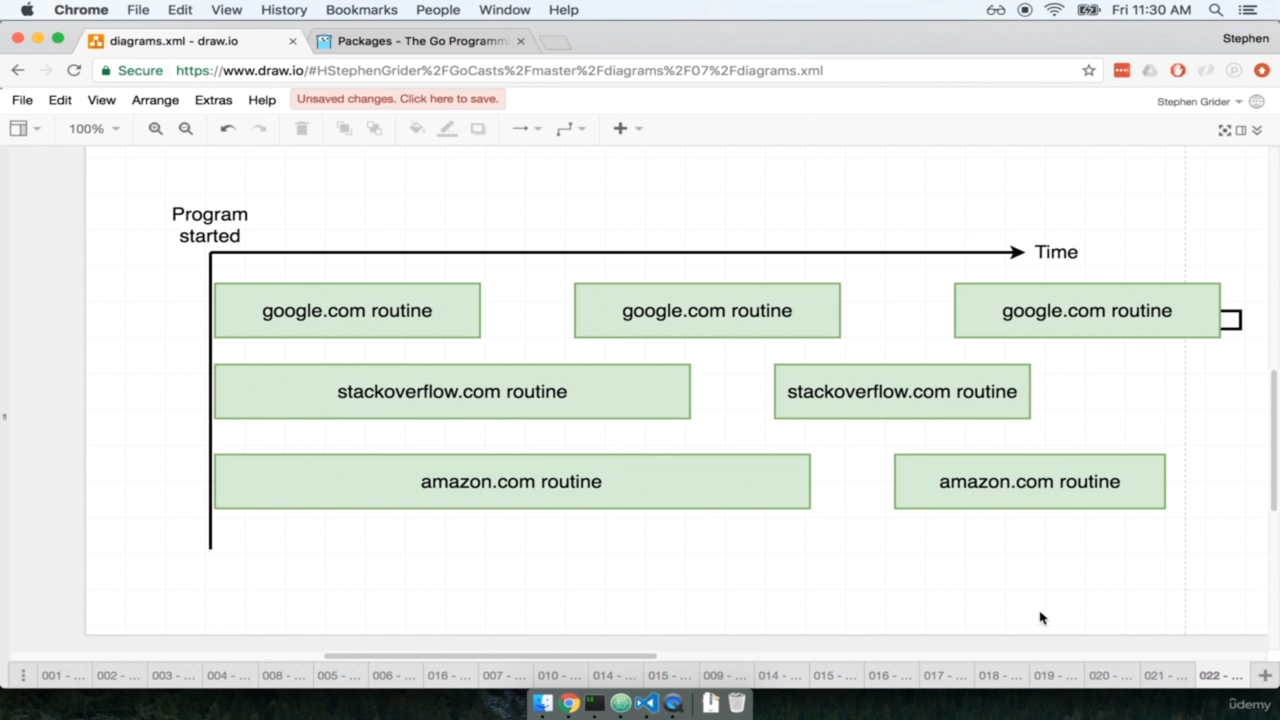 Chrome File Edit View History Bookmarks People Window Help Fri 11:30 AM
diagrams.xml - draw.io Packages - The Go Programmi Stephen
Secure https://www.draw.io/#HStephenGrider%2FGoCasts%2Fmaster%2Fdiagrams%2F07%2Fdiagrams.xml
File Edit View Arrange Extras Help Unsaved changes. Click here to save. Stephen Grider
100%
Program
started
Time
google.com routine google.com routine google.com routine
stackoverflow.com routine stackoverflow.com routine
amazon.com routine amazon.com routine
001 - ... 002 - ... 003 - ... 004 - ... 008 - ... 005 - ... 006 - ... 016 - ... 007 - ... 010 - ... 014 - ... 015 - ... 009 - ... 014 - ... 015 - ... 016 - ... 017 - ... 018 - ... 019 - ... 020 - ... 021 - ... 022 - ...
ûdemy